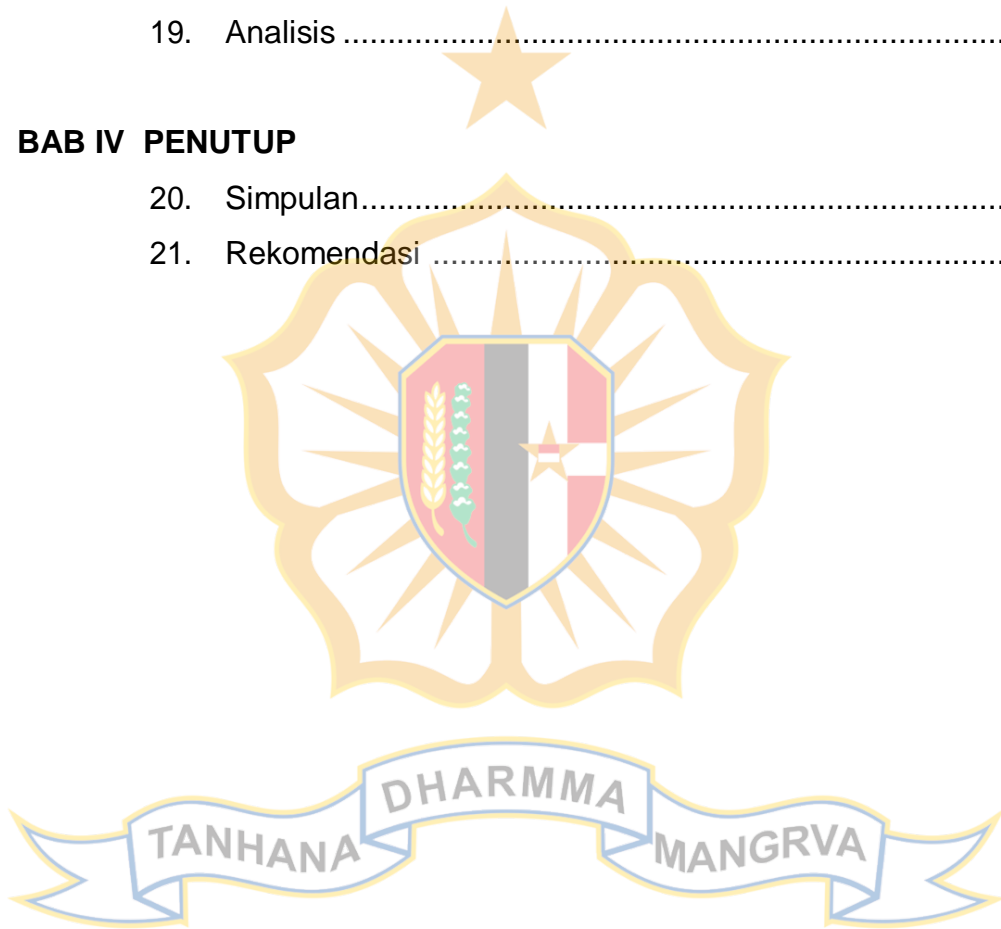 19. Analisis ..........................................................................
BAB IV PENUTUP
20. Simpulan........................................................................
21. Rekomendasi ................................................................
DHARMMA
TANHANA
MANGRVA